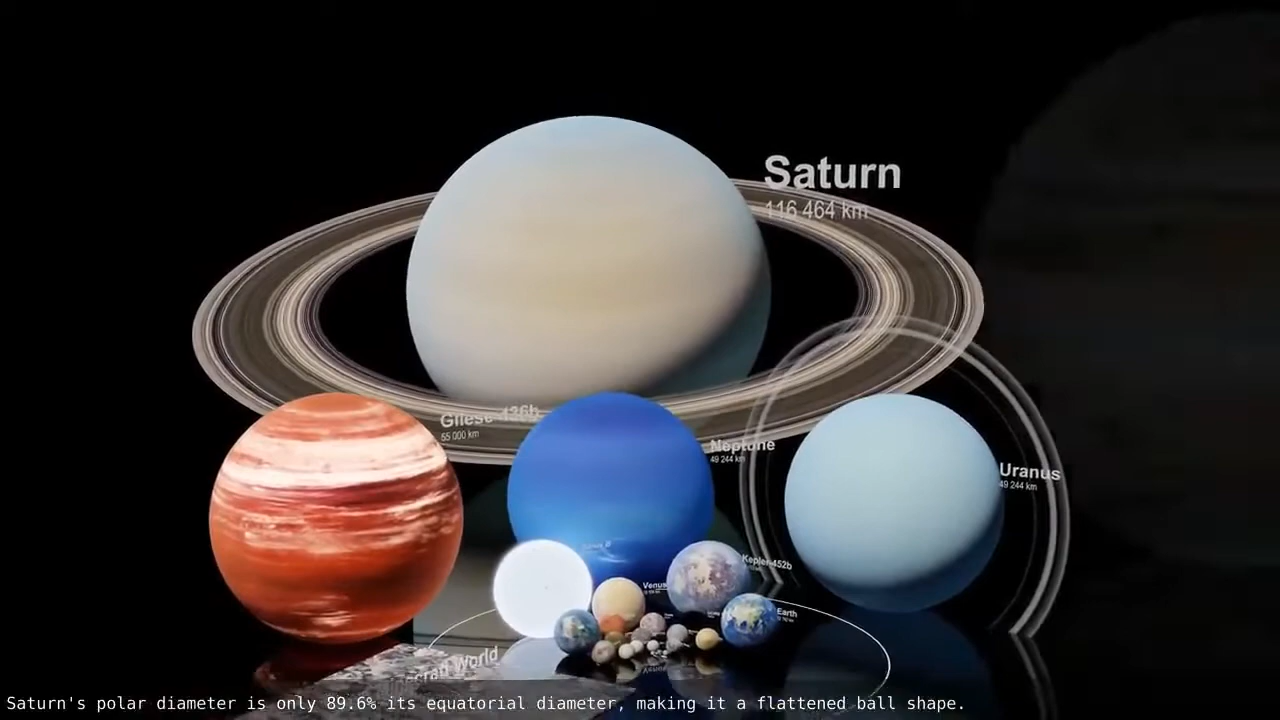 Saturn
116 464 km
Gliese 436b
55 000 km
Neptune
49 244 km
Uranus
49 244 km
Kepler-452b
Venus
Earth
World
Saturn's polar diameter is only 89.6% its equatorial diameter, making it a flattened ball shape.